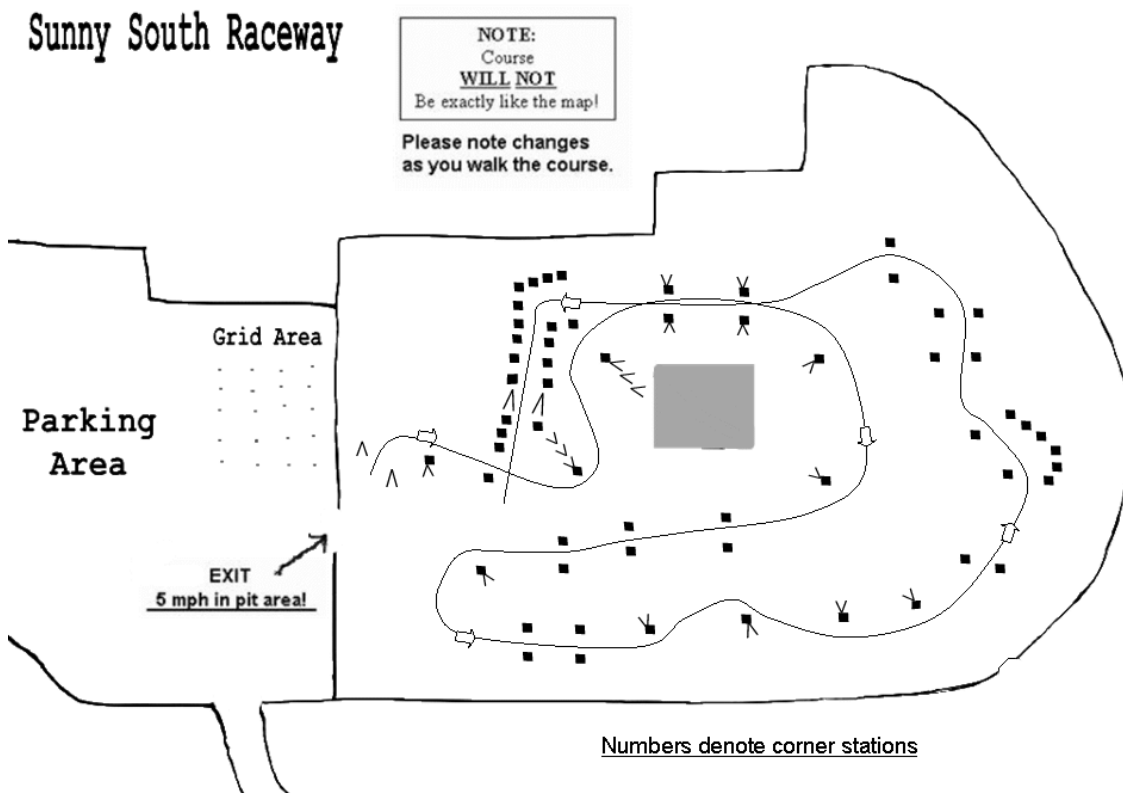 Sunny South Raceway
NOTE:
Course
WILL NOT
Be exactly like the map!
Please note changes
as you walk the course.
Grid Area
Parking
Area
EXIT
5 mph in pit area!
Numbers denote corner stations